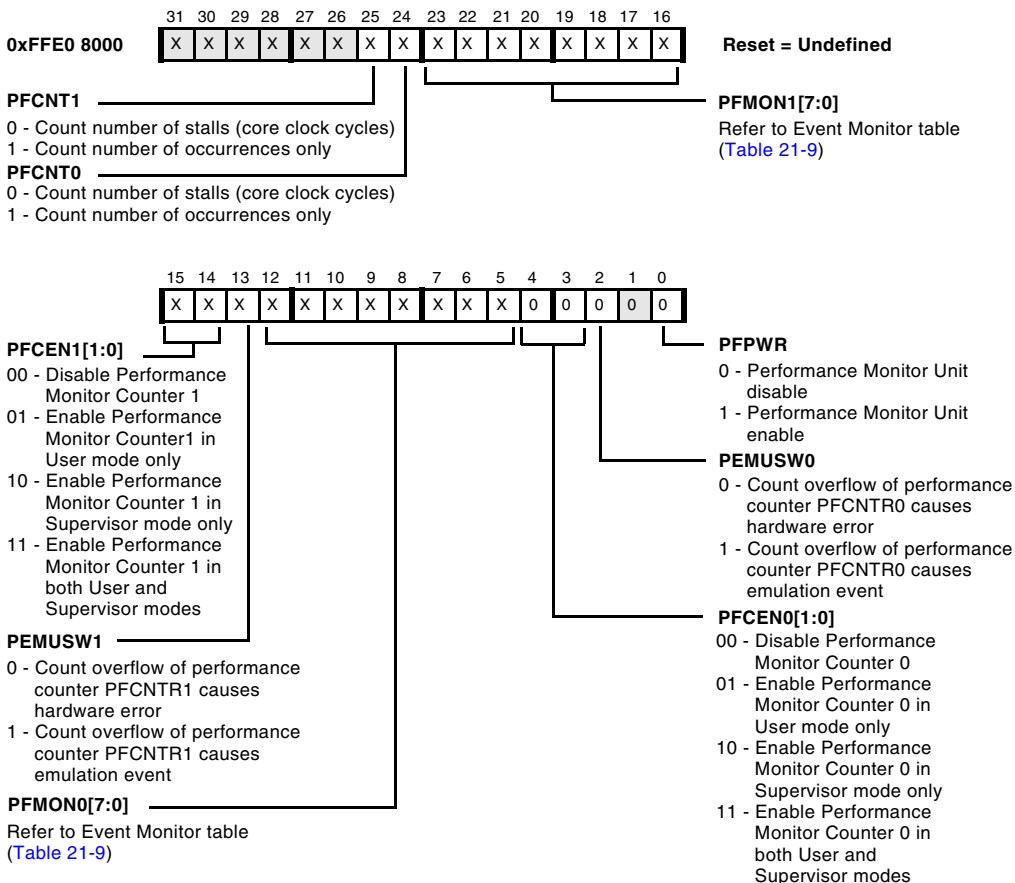 31 30 29 28 27 26 25 24 23 22 21 20 19 18 17 16
0xFFE0 8000 X X X X X X X X X X X X X X X X Reset = Undefined
PFCNT1
0 - Count number of stalls (core clock cycles)
1 - Count number of occurrences only
PFCNT0
0 - Count number of stalls (core clock cycles)
1 - Count number of occurrences only
PFMON1[7:0]
Refer to Event Monitor table
(Table 21-9)
15 14 13 12 11 10 9 8 7 6 5 4 3 2 1 0
X X X X X X X X X X X 0 0 0 0 0
PFCEN1[1:0]
00 - Disable Performance
Monitor Counter 1
01 - Enable Performance
Monitor Counter1 in
User mode only
10 - Enable Performance
Monitor Counter 1 in
Supervisor mode only
11 - Enable Performance
Monitor Counter 1 in
both User and
Supervisor modes
PEMUSW1
0 - Count overflow of performance
counter PFCNTR1 causes
hardware error
1 - Count overflow of performance
counter PFCNTR1 causes
emulation event
PFMON0[7:0]
Refer to Event Monitor table
(Table 21-9)
PFPWR
0 - Performance Monitor Unit
disable
1 - Performance Monitor Unit
enable
PEMUSW0
0 - Count overflow of performance
counter PFCNTR0 causes
hardware error
1 - Count overflow of performance
counter PFCNTR0 causes
emulation event
PFCEN0[1:0]
00 - Disable Performance
Monitor Counter 0
01 - Enable Performance
Monitor Counter 0 in
User mode only
10 - Enable Performance
Monitor Counter 0 in
Supervisor mode only
11 - Enable Performance
Monitor Counter 0 in
both User and
Supervisor modes